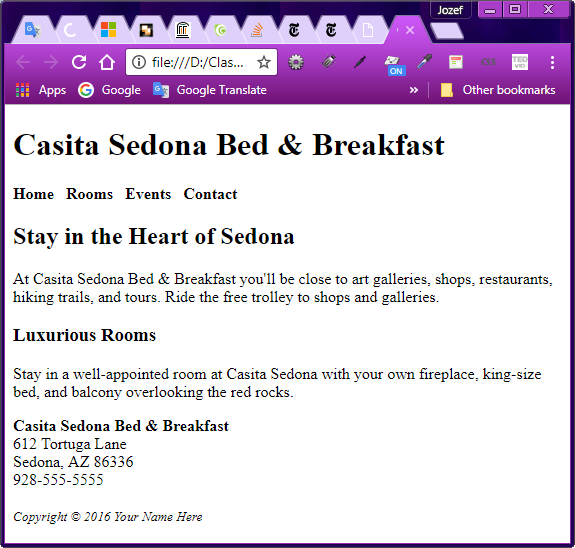 Jozef
file:///D:/Clas...
ON
CSS
TED
VID
Apps
Google
Google Translate
»
Other bookmarks
Casita Sedona Bed & Breakfast
Home Rooms Events Contact
Stay in the Heart of Sedona
At Casita Sedona Bed & Breakfast you'll be close to art galleries, shops, restaurants,
hiking trails, and tours. Ride the free trolley to shops and galleries.
Luxurious Rooms
Stay in a well-appointed room at Casita Sedona with your own fireplace, king-size
bed, and balcony overlooking the red rocks.
Casita Sedona Bed & Breakfast
612 Tortuga Lane
Sedona, AZ 86336
928-555-5555
Copyright © 2016 Your Name Here